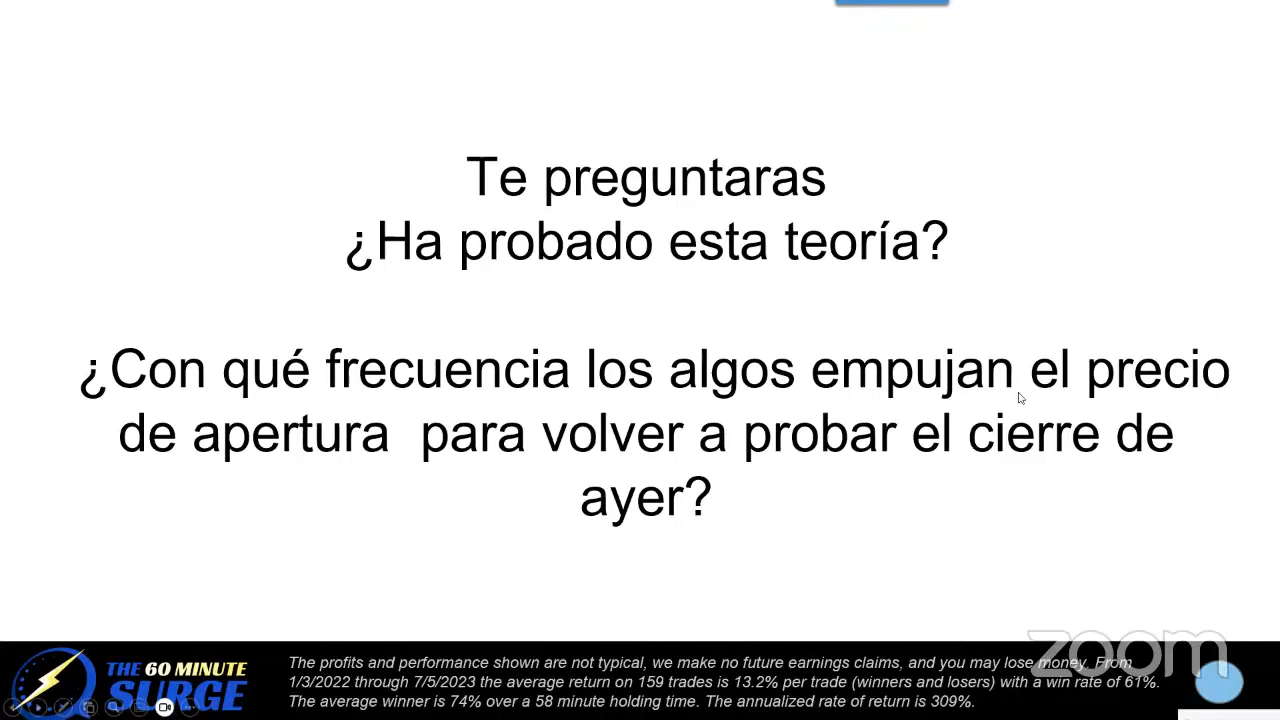 Te preguntaras
¿Ha probado esta teoría?
¿Con qué frecuencia los algos empujan el precio
de apertura para volver a probar el cierre de
ayer?
zoom
THE 60 MINUTE
SURGE
The profits and performance shown are not typical, we make no future earnings claims, and you may lose money. From
1/3/2022 through 7/5/2023 the average return on 159 trades is 13.2% per trade (winners and losers) with a win rate of 61%.
The average winner is 74% over a 58 minute holding time. The annualized rate of return is 309%.